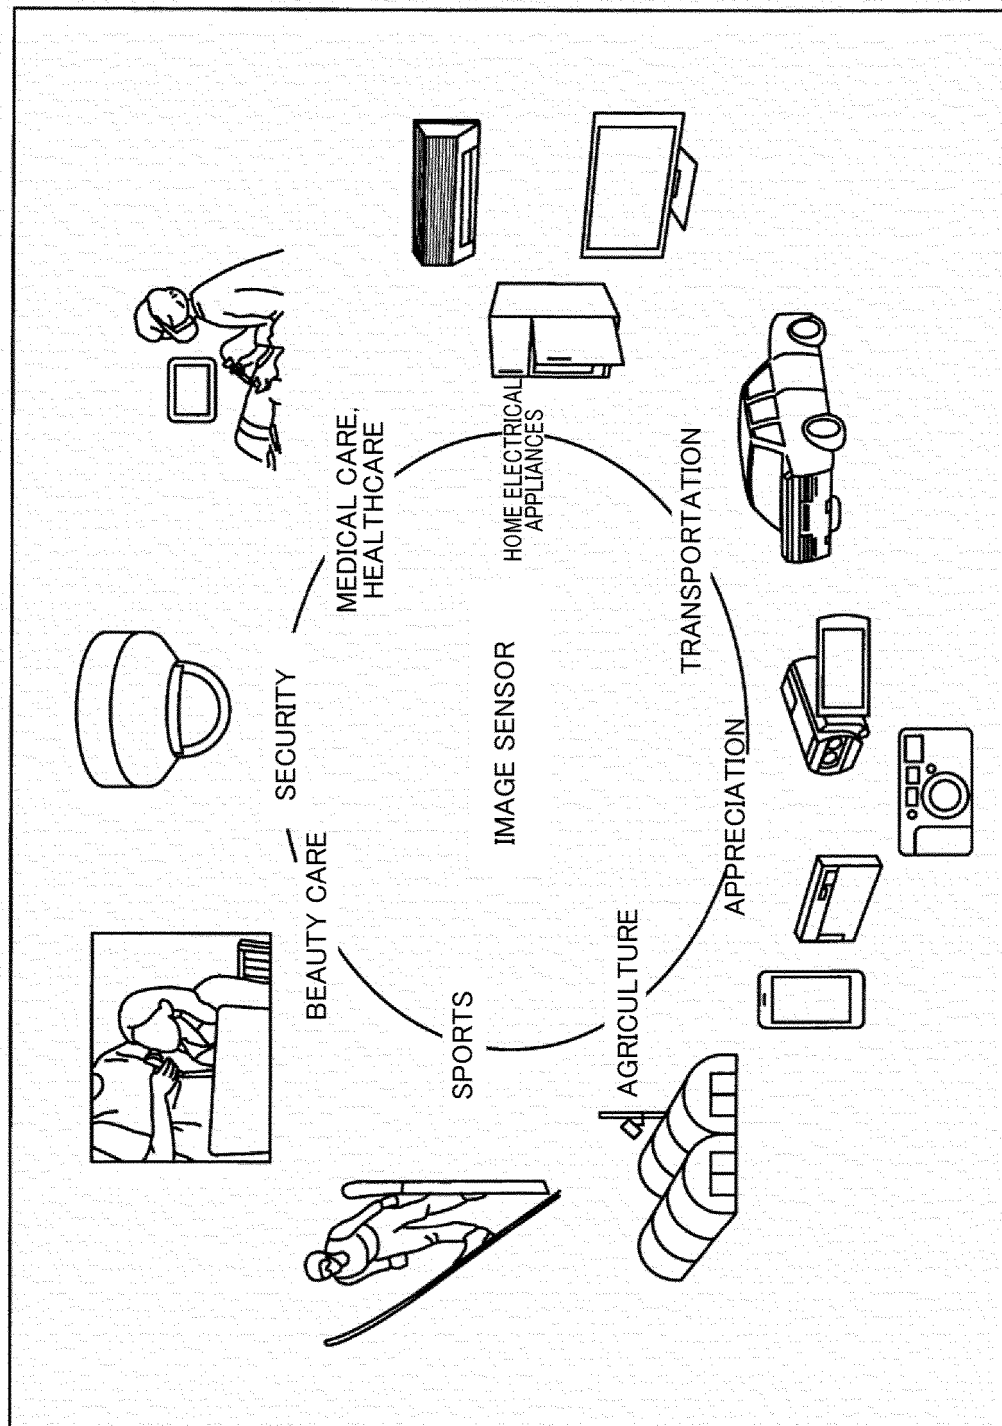 SECURITY
BEAUTY CARE
MEDICAL CARE,
HEALTHCARE
SPORTS
IMAGE SENSOR
HOME ELECTRICAL
APPLIANCES
AGRICULTURE
TRANSPORTATION
APPRECIATION